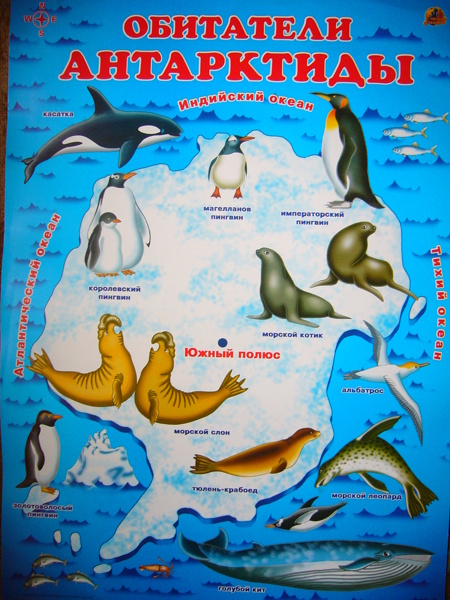 N
W E
S
ОБИТАТЕЛИ
АНТАРКТИДЫ
Индийский океан
касатка
магелланов
пингвин
императорский
пингвин
Атлантический океан
Тихий океан
королевский
пингвин
морской котик
Южный полюс
альбатрос
морской слон
тюлень-крабоед
морской леопард
золотоволосый
пингвин
голубой кит